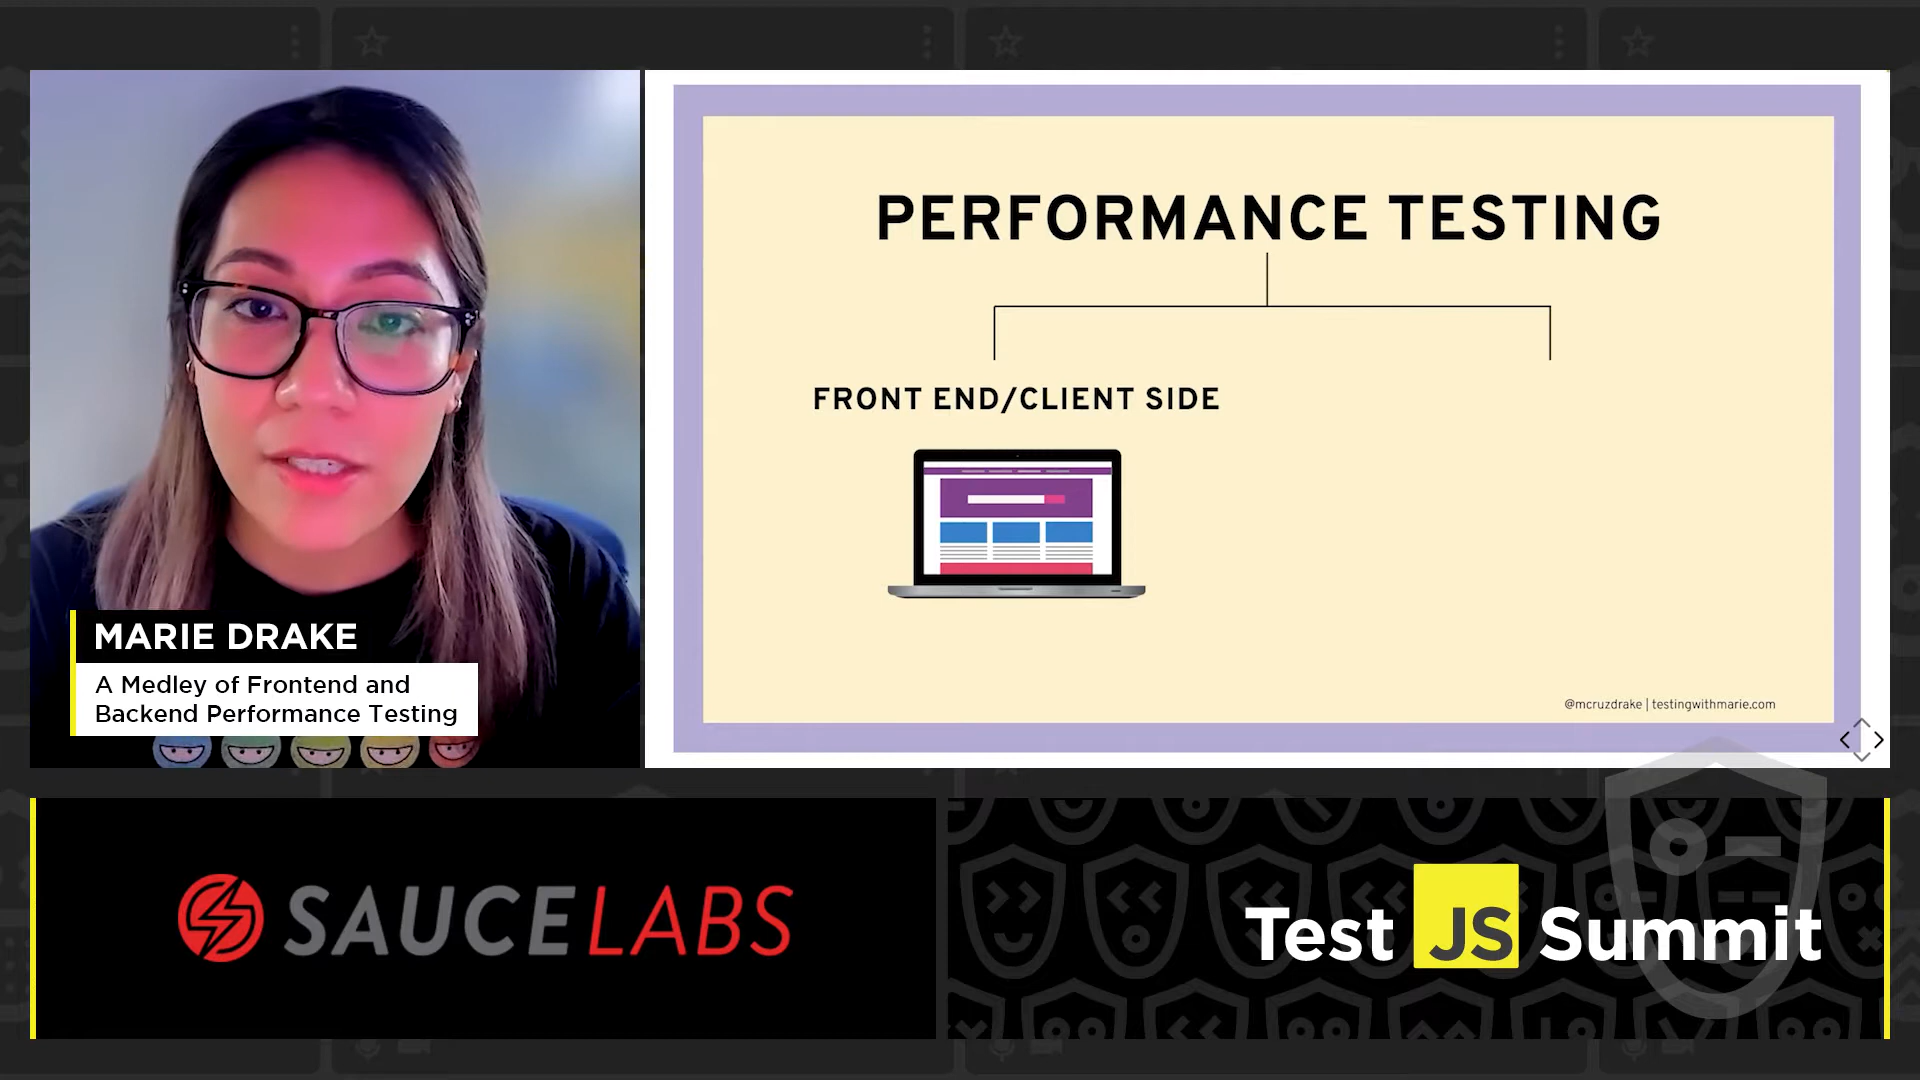 PERFORMANCE TESTING
FRONT END/CLIENT SIDE
@mcruzdrake | testingwithmarie.com
MARIE DRAKE
A Medley of Frontend and
Backend Performance Testing
SAUCELABS
Test JS Summit